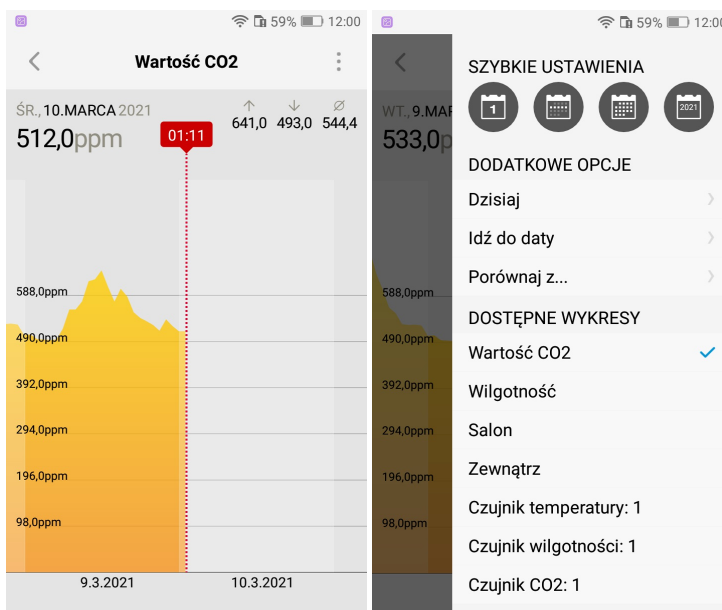 59% 12:00
Wartość CO2
ŚR., 10.MARCA 2021
512,0ppm
641,0 493,0 544,4
01:11
588,0ppm
490,0ppm
392,0ppm
294,0ppm
196,0ppm
98,0ppm
9.3.2021 10.3.2021
59% 12:00
WT., 9.MAR
533,0p
588,0ppm
490,0ppm
392,0ppm
294,0ppm
196,0ppm
98,0ppm
SZYBKIE USTAWIENIA
1
2021
DODATKOWE OPCJE
Dzisiaj
Idź do daty
Porównaj z...
DOSTĘPNE WYKRESY
Wartość CO2
Wilgotność
Salon
Zewnątrz
Czujnik temperatury: 1
Czujnik wilgotności: 1
Czujnik CO2: 1